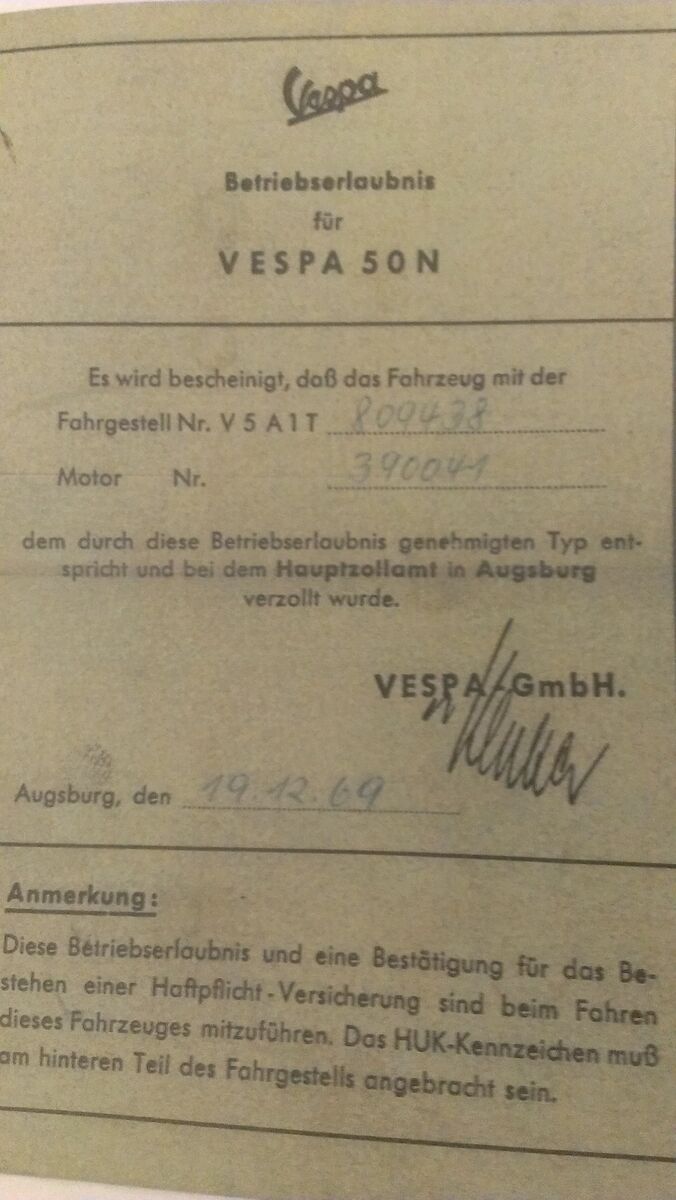 Vespa
Betriebserlaubnis
für
VESPA 50 N
Es wird bescheinigt, daß das Fahrzeug mit der
Fahrgestell Nr. V 5 A 1 T 809438
Motor Nr. 390041
dem durch diese Betriebserlaubnis genehmigten Typ ent-
spricht und bei dem Hauptzollamt in Augsburg
verzollt wurde.
VESPA-GmbH.
Augsburg, den 19.12.69
Anmerkung:
Diese Betriebserlaubnis und eine Bestätigung für das Be-
stehen einer Haftpflicht-Versicherung sind beim Fahren
dieses Fahrzeuges mitzuführen. Das HUK-Kennzeichen muß
am hinteren Teil des Fahrgestells angebracht sein.